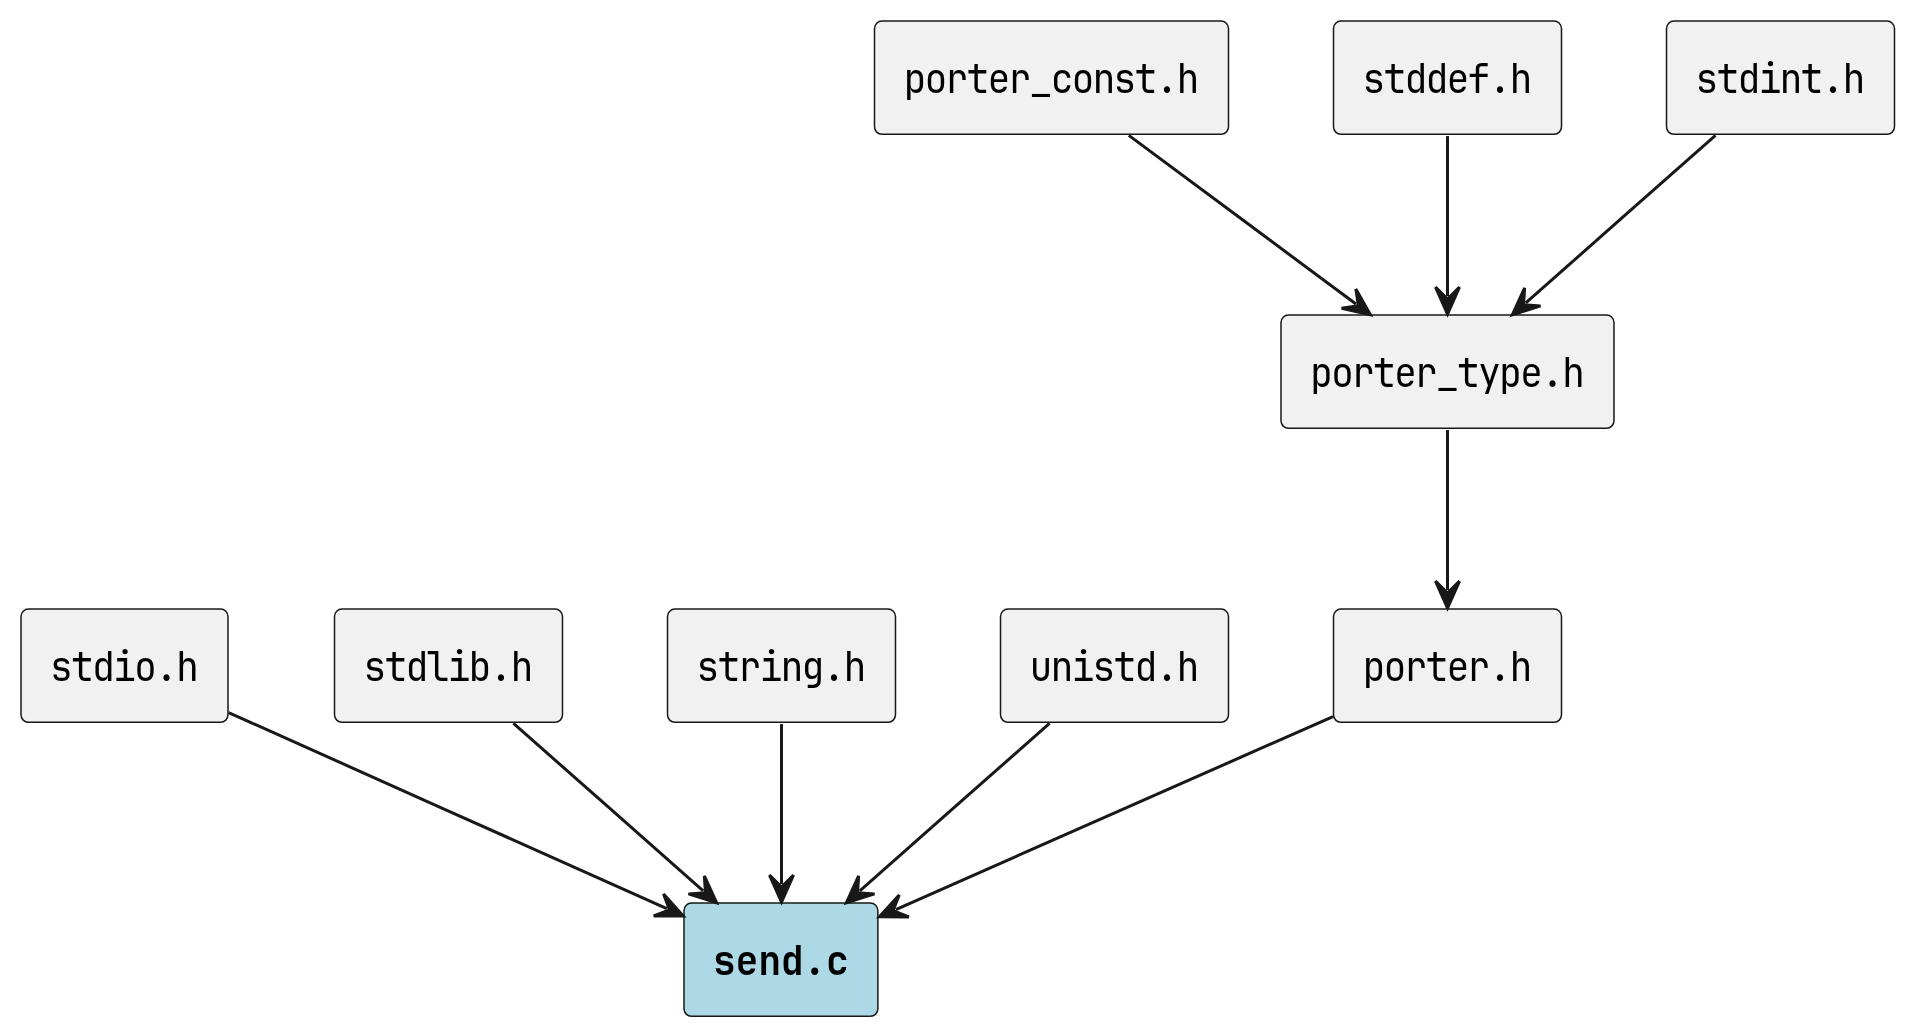 porter_const.h
stddef.h
stdint.h
porter_type.h
stdio.h
stdlib.h
string.h
unistd.h
porter.h
send.c